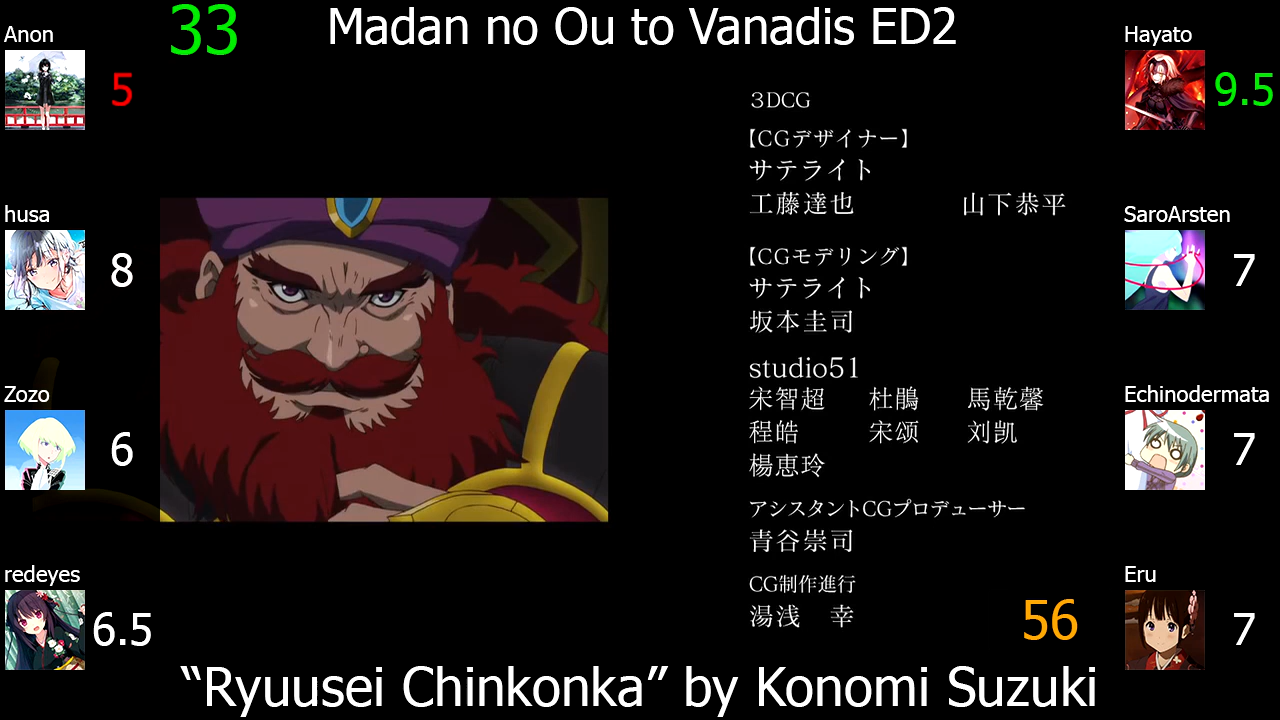 33
Madan no Ou to Vanadis ED2
Anon
5
husa
8
Zozo
6
redeyes
6.5
3DCG
【CGデザイナー】
サテライト
工藤達也 山下恭平
【CGモデリング】
サテライト
坂本圭司
studio51
宋智超 杜鵑 馬乾馨
程皓 宋颂 刘凯
楊恵玲
アシスタントCGプロデューサー
青谷崇司
CG制作進行
湯浅 幸
56
Hayato
9.5
SaroArsten
7
Echinodermata
7
Eru
7
“Ryuusei Chinkonka” by Konomi Suzuki